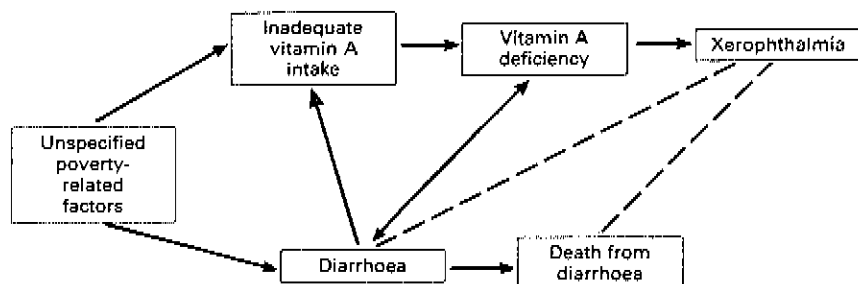 Inadequate
vitamin A
intake
Vitamin A
deficiency
Xerophthalmia
Unspecified
poverty-
related
factors
Diarrhoea
Death from
diarrhoea